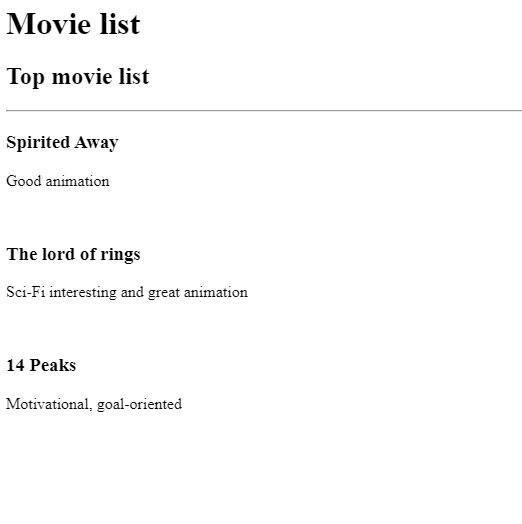 Movie list
Top movie list
Spirited Away
Good animation
The lord of rings
Sci-Fi interesting and great animation
14 Peaks
Motivational, goal-oriented